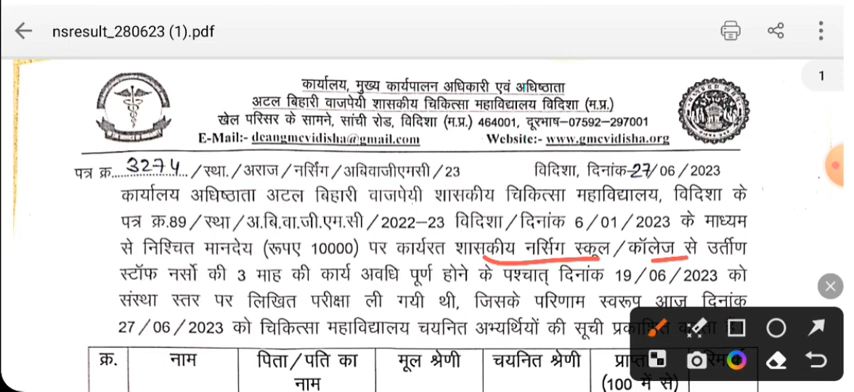 nsresult_280623 (1).pdf
1
कार्यालय, मुख्य कार्यपालन अधिकारी एवं अधिष्ठाता
अटल बिहारी वाजपेयी शासकीय चिकित्सा महाविद्यालय विदिशा (म.प्र.)
खेल परिसर के सामने, सांची रोड, विदिशा (म.प्र.) 464001, दूरभाष-07592-297001
E-Mail:- deangmcvidisha@gmail.com Website:- www.gmcvidisha.org
पत्र क्र. 3274 /स्था./अराज/नर्सिंग/अबिवाजीएमसी/23 विदिशा, दिनांक-27/06/2023
कार्यालय अधिष्ठाता अटल बिहारी वाजपेयी शासकीय चिकित्सा महाविद्यालय, विदिशा के
पत्र क्र.89/स्था/अ.बि.वा.जी.एम.सी/2022-23 विदिशा/दिनांक 6/01/2023 के माध्यम
से निश्चित मानदेय (रूपए 10000) पर कार्यरत शासकीय नर्सिग स्कूल/कॉलेज से उर्तीण
स्टॉफ नर्सो की 3 माह की कार्य अवधि पूर्ण होने के पश्चात् दिनांक 19/06/2023 को
संस्था स्तर पर लिखित परीक्षा ली गयी थी, जिसके परिणाम स्वरूप आज दिनांक
27/06/2023 को चिकित्सा महाविद्यालय चयनित अभ्यर्थियों की सूची
क्र. नाम पिता/पति का मूल श्रेणी चयनित श्रेणी
नाम (100 में से)